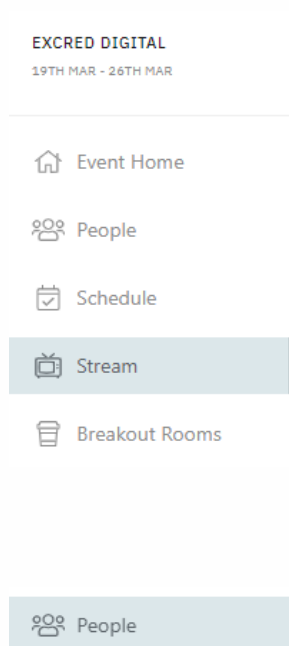 EXCRED DIGITAL
19TH MAR - 26TH MAR
Event Home
People
Schedule
Stream
Breakout Rooms
People